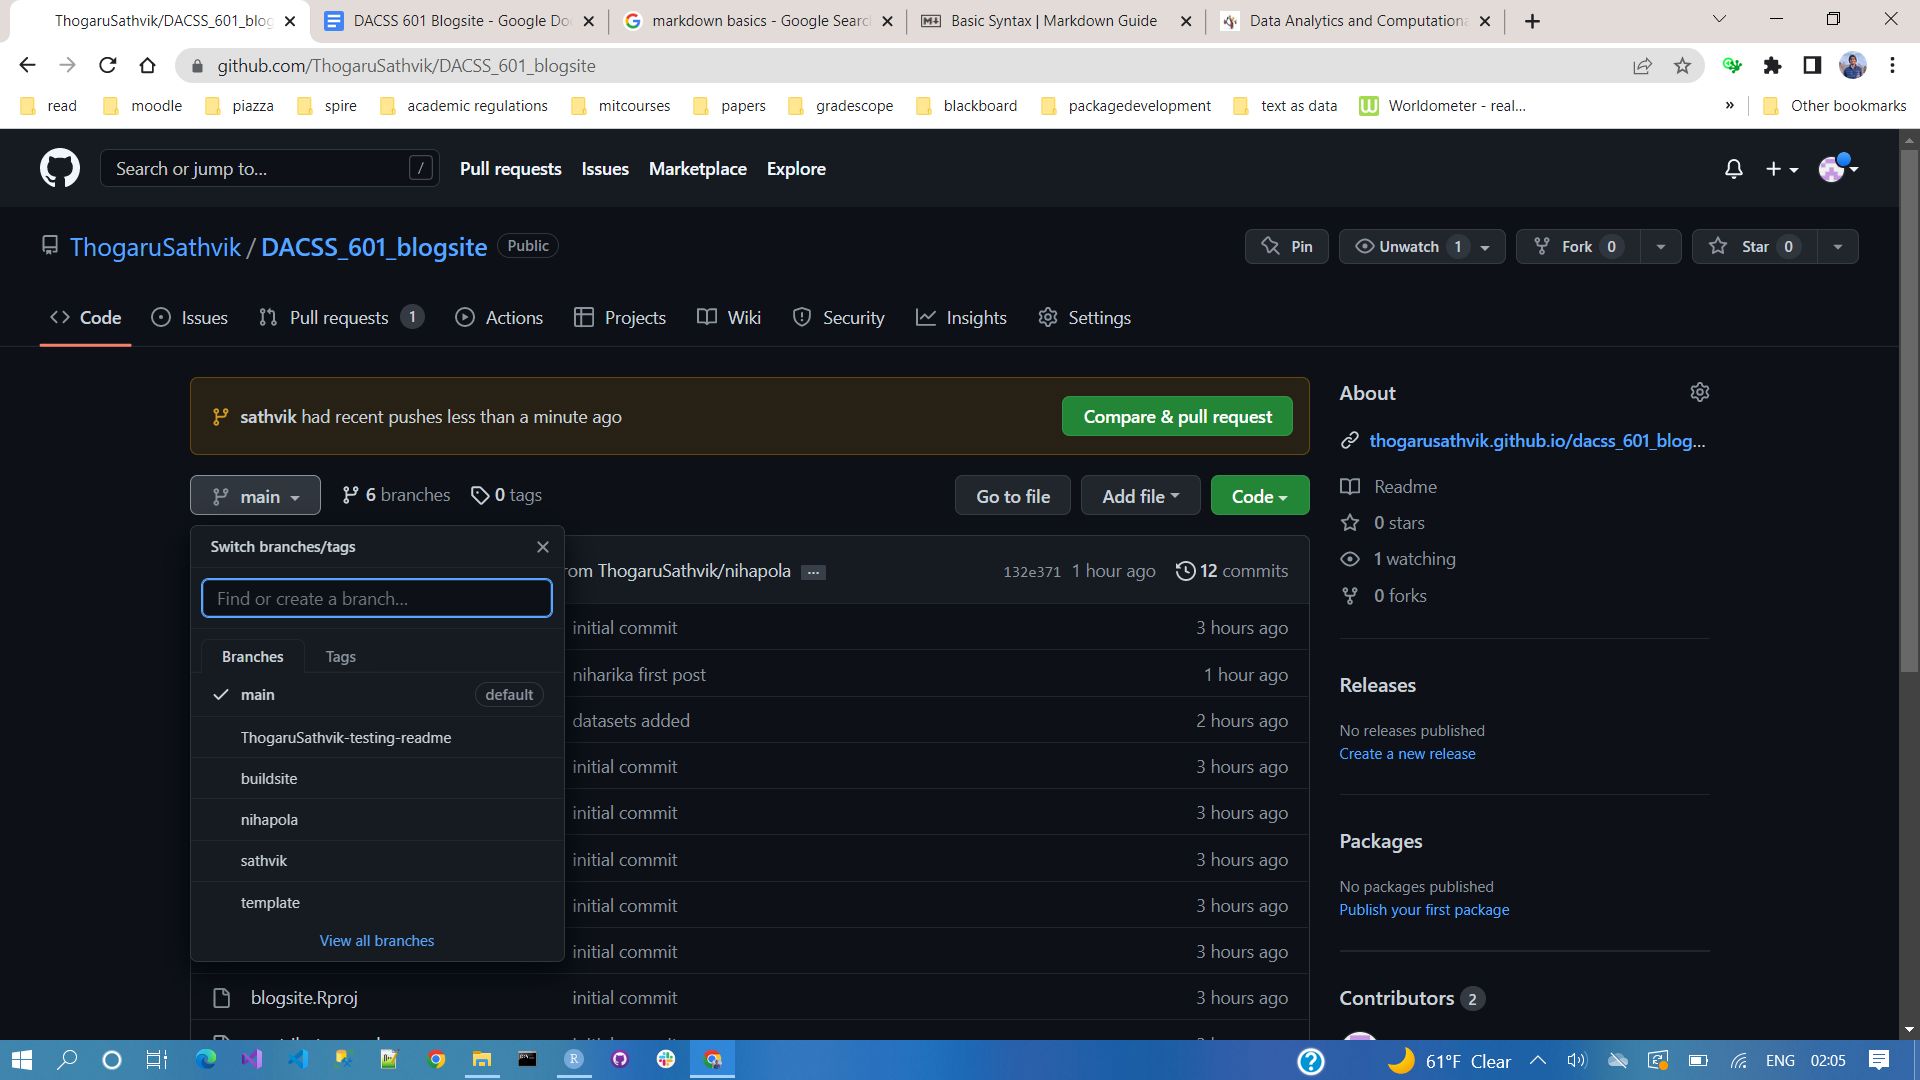 ThogaruSathvik/DACSS_601_blog
DACSS 601 Blogsite - Google Do
markdown basics - Google Searc
Basic Syntax | Markdown Guide
Data Analytics and Computationa
github.com/ThogaruSathvik/DACSS_601_blogsite
read
moodle
piazza
spire
academic regulations
mitcourses
papers
gradescope
blackboard
packagedevelopment
text as data
Worldometer - real...
»
Other bookmarks
Search or jump to...
/
Pull requests
Issues
Marketplace
Explore
ThogaruSathvik / DACSS_601_blogsite
Public
Pin
Unwatch 1
Fork 0
Star 0
Code
Issues
Pull requests 1
Actions
Projects
Wiki
Security
Insights
Settings
sathvik had recent pushes less than a minute ago
Compare & pull request
main
6 branches
0 tags
Go to file
Add file
Code
Switch branches/tags
Find or create a branch...
Branches
Tags
main
default
ThogaruSathvik-testing-readme
buildsite
nihapola
sathvik
template
View all branches
rom ThogaruSathvik/nihapola ...
132e371
1 hour ago
12 commits
initial commit
3 hours ago
niharika first post
1 hour ago
datasets added
2 hours ago
initial commit
3 hours ago
initial commit
3 hours ago
initial commit
3 hours ago
initial commit
3 hours ago
initial commit
3 hours ago
blogsite.Rproj
initial commit
3 hours ago
About
thogarusathvik.github.io/dacss_601_blog...
Readme
0 stars
1 watching
0 forks
Releases
No releases published
Create a new release
Packages
No packages published
Publish your first package
Contributors 2
61°F Clear
ENG
02:05